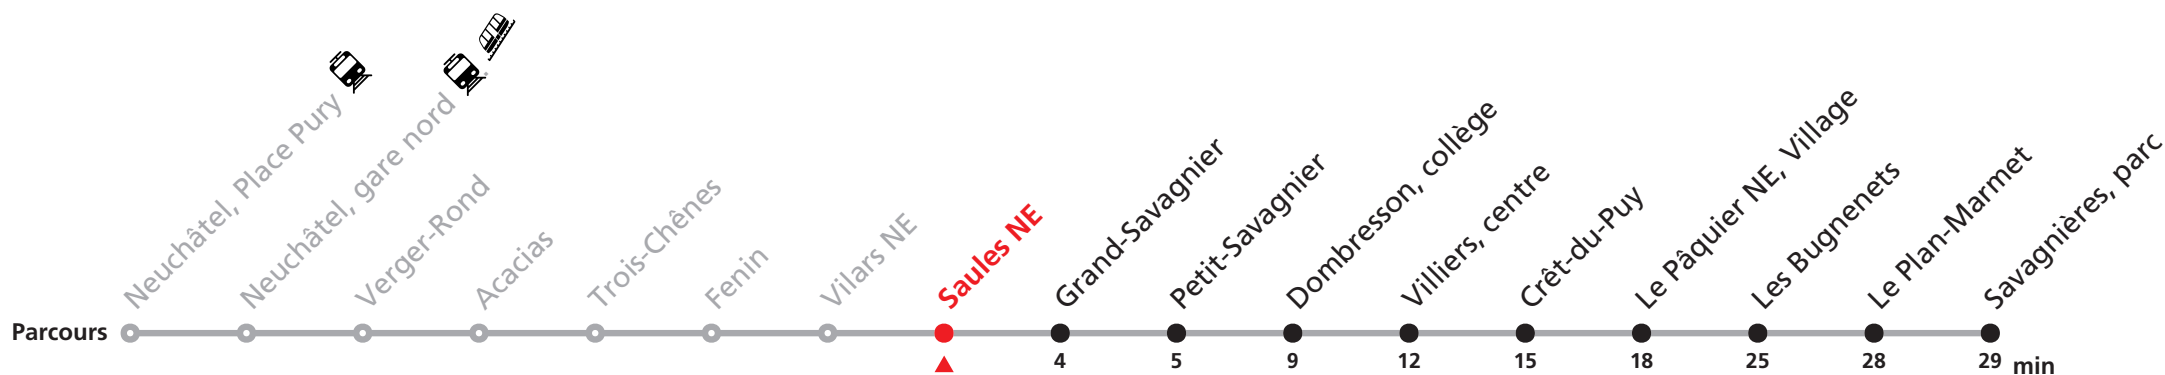 Neuchâtel, Place Pury
Neuchâtel, gare nord
Verger-Rond
Acacias
Trois-Chênes
Fenin
Vilars NE
Saules NE
Grand-Savagnier
Petit-Savagnier
Dombresson, collège
Villiers, centre
Crêt-du-Puy
Le Pâquier NE, Village
Les Bugnenets
Le Plan-Marmet
Savagnières, parc
Parcours
4 5 9 12 15 18 25 28 29 min